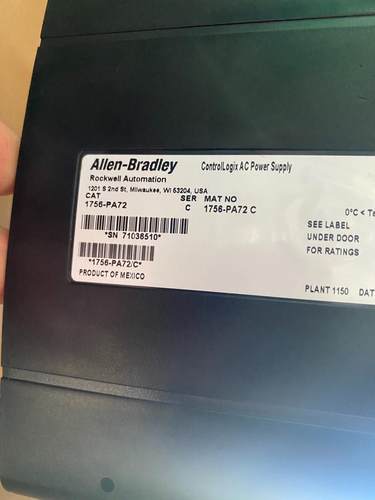 Allen-Bradley ControlLogix AC Power Supply
Rockwell Automation
1201 S 2nd St, Milwaukee, WI 53204, USA
CAT SER MAT NO
1756-PA72 C 1756-PA72 C
0°C < T
SEE LABEL
*SN 71038510* UNDER DOOR
FOR RATINGS
*1756-PA72/C*
PRODUCT OF MEXICO
PLANT 1150 DAT